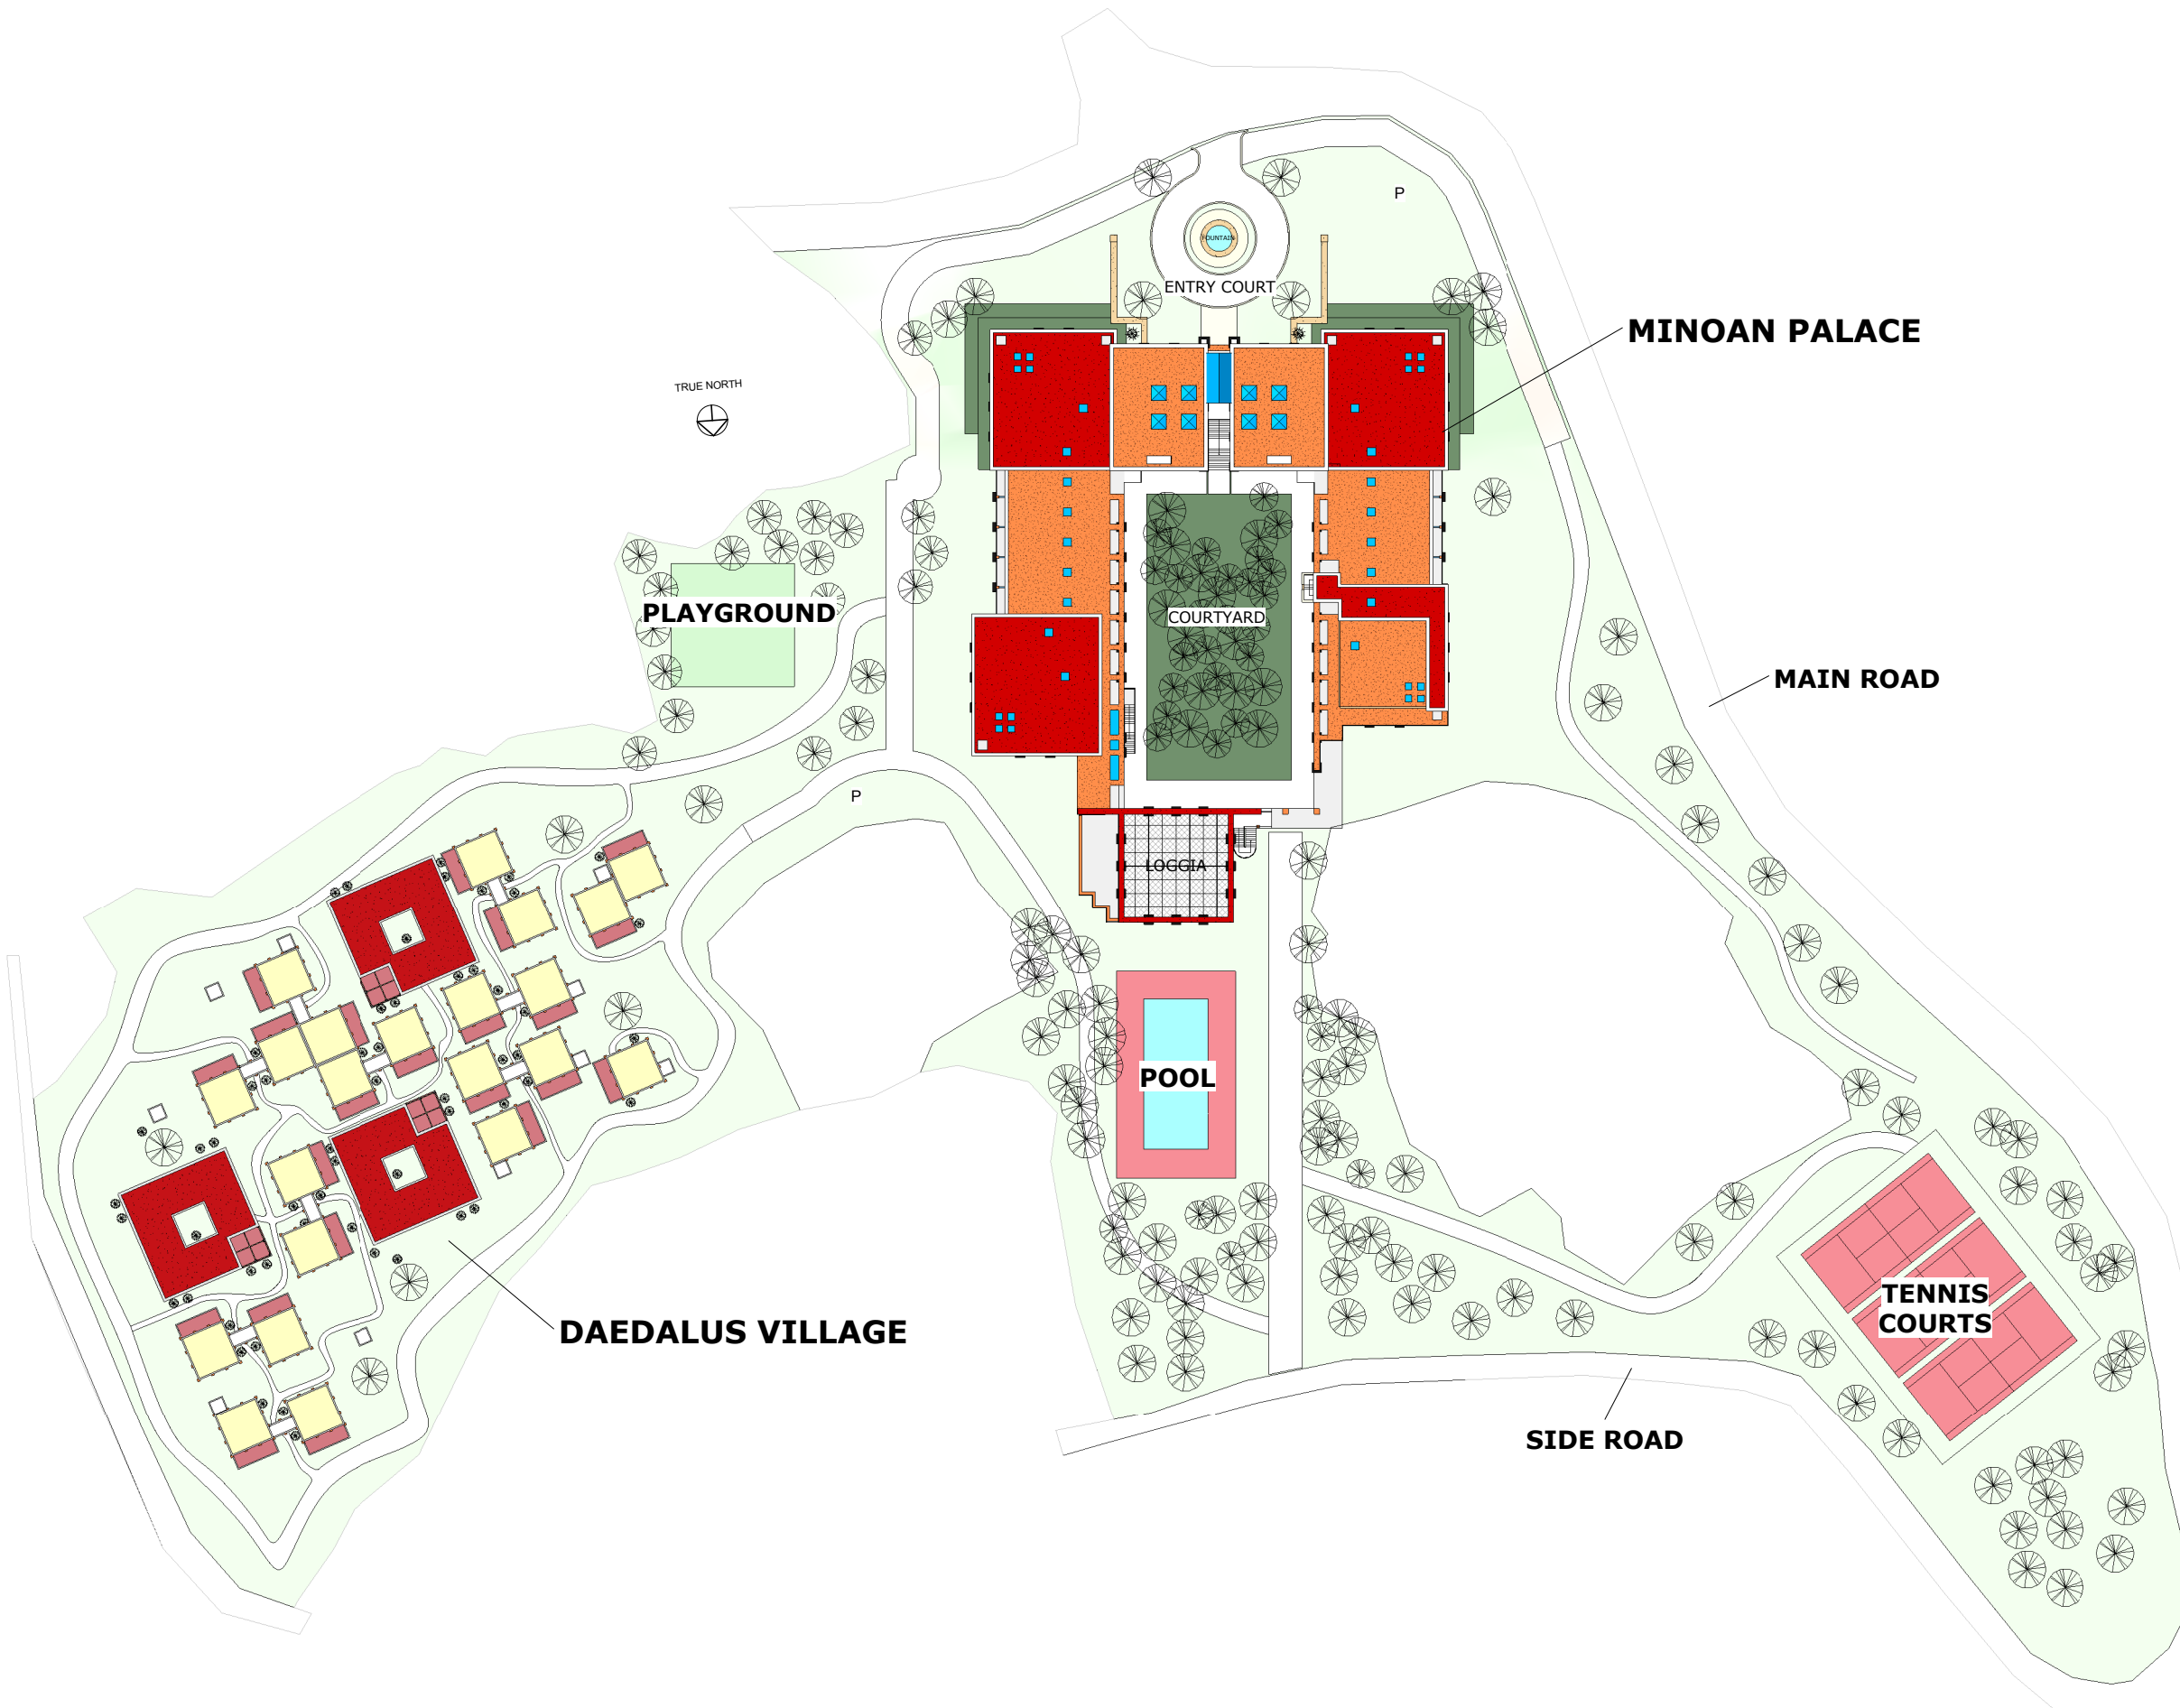 P
FOUNTAIN
ENTRY COURT
MINOAN PALACE
TRUE NORTH
PLAYGROUND
COURTYARD
MAIN ROAD
P
LOGGIA
POOL
TENNIS
COURTS
DAEDALUS VILLAGE
SIDE ROAD